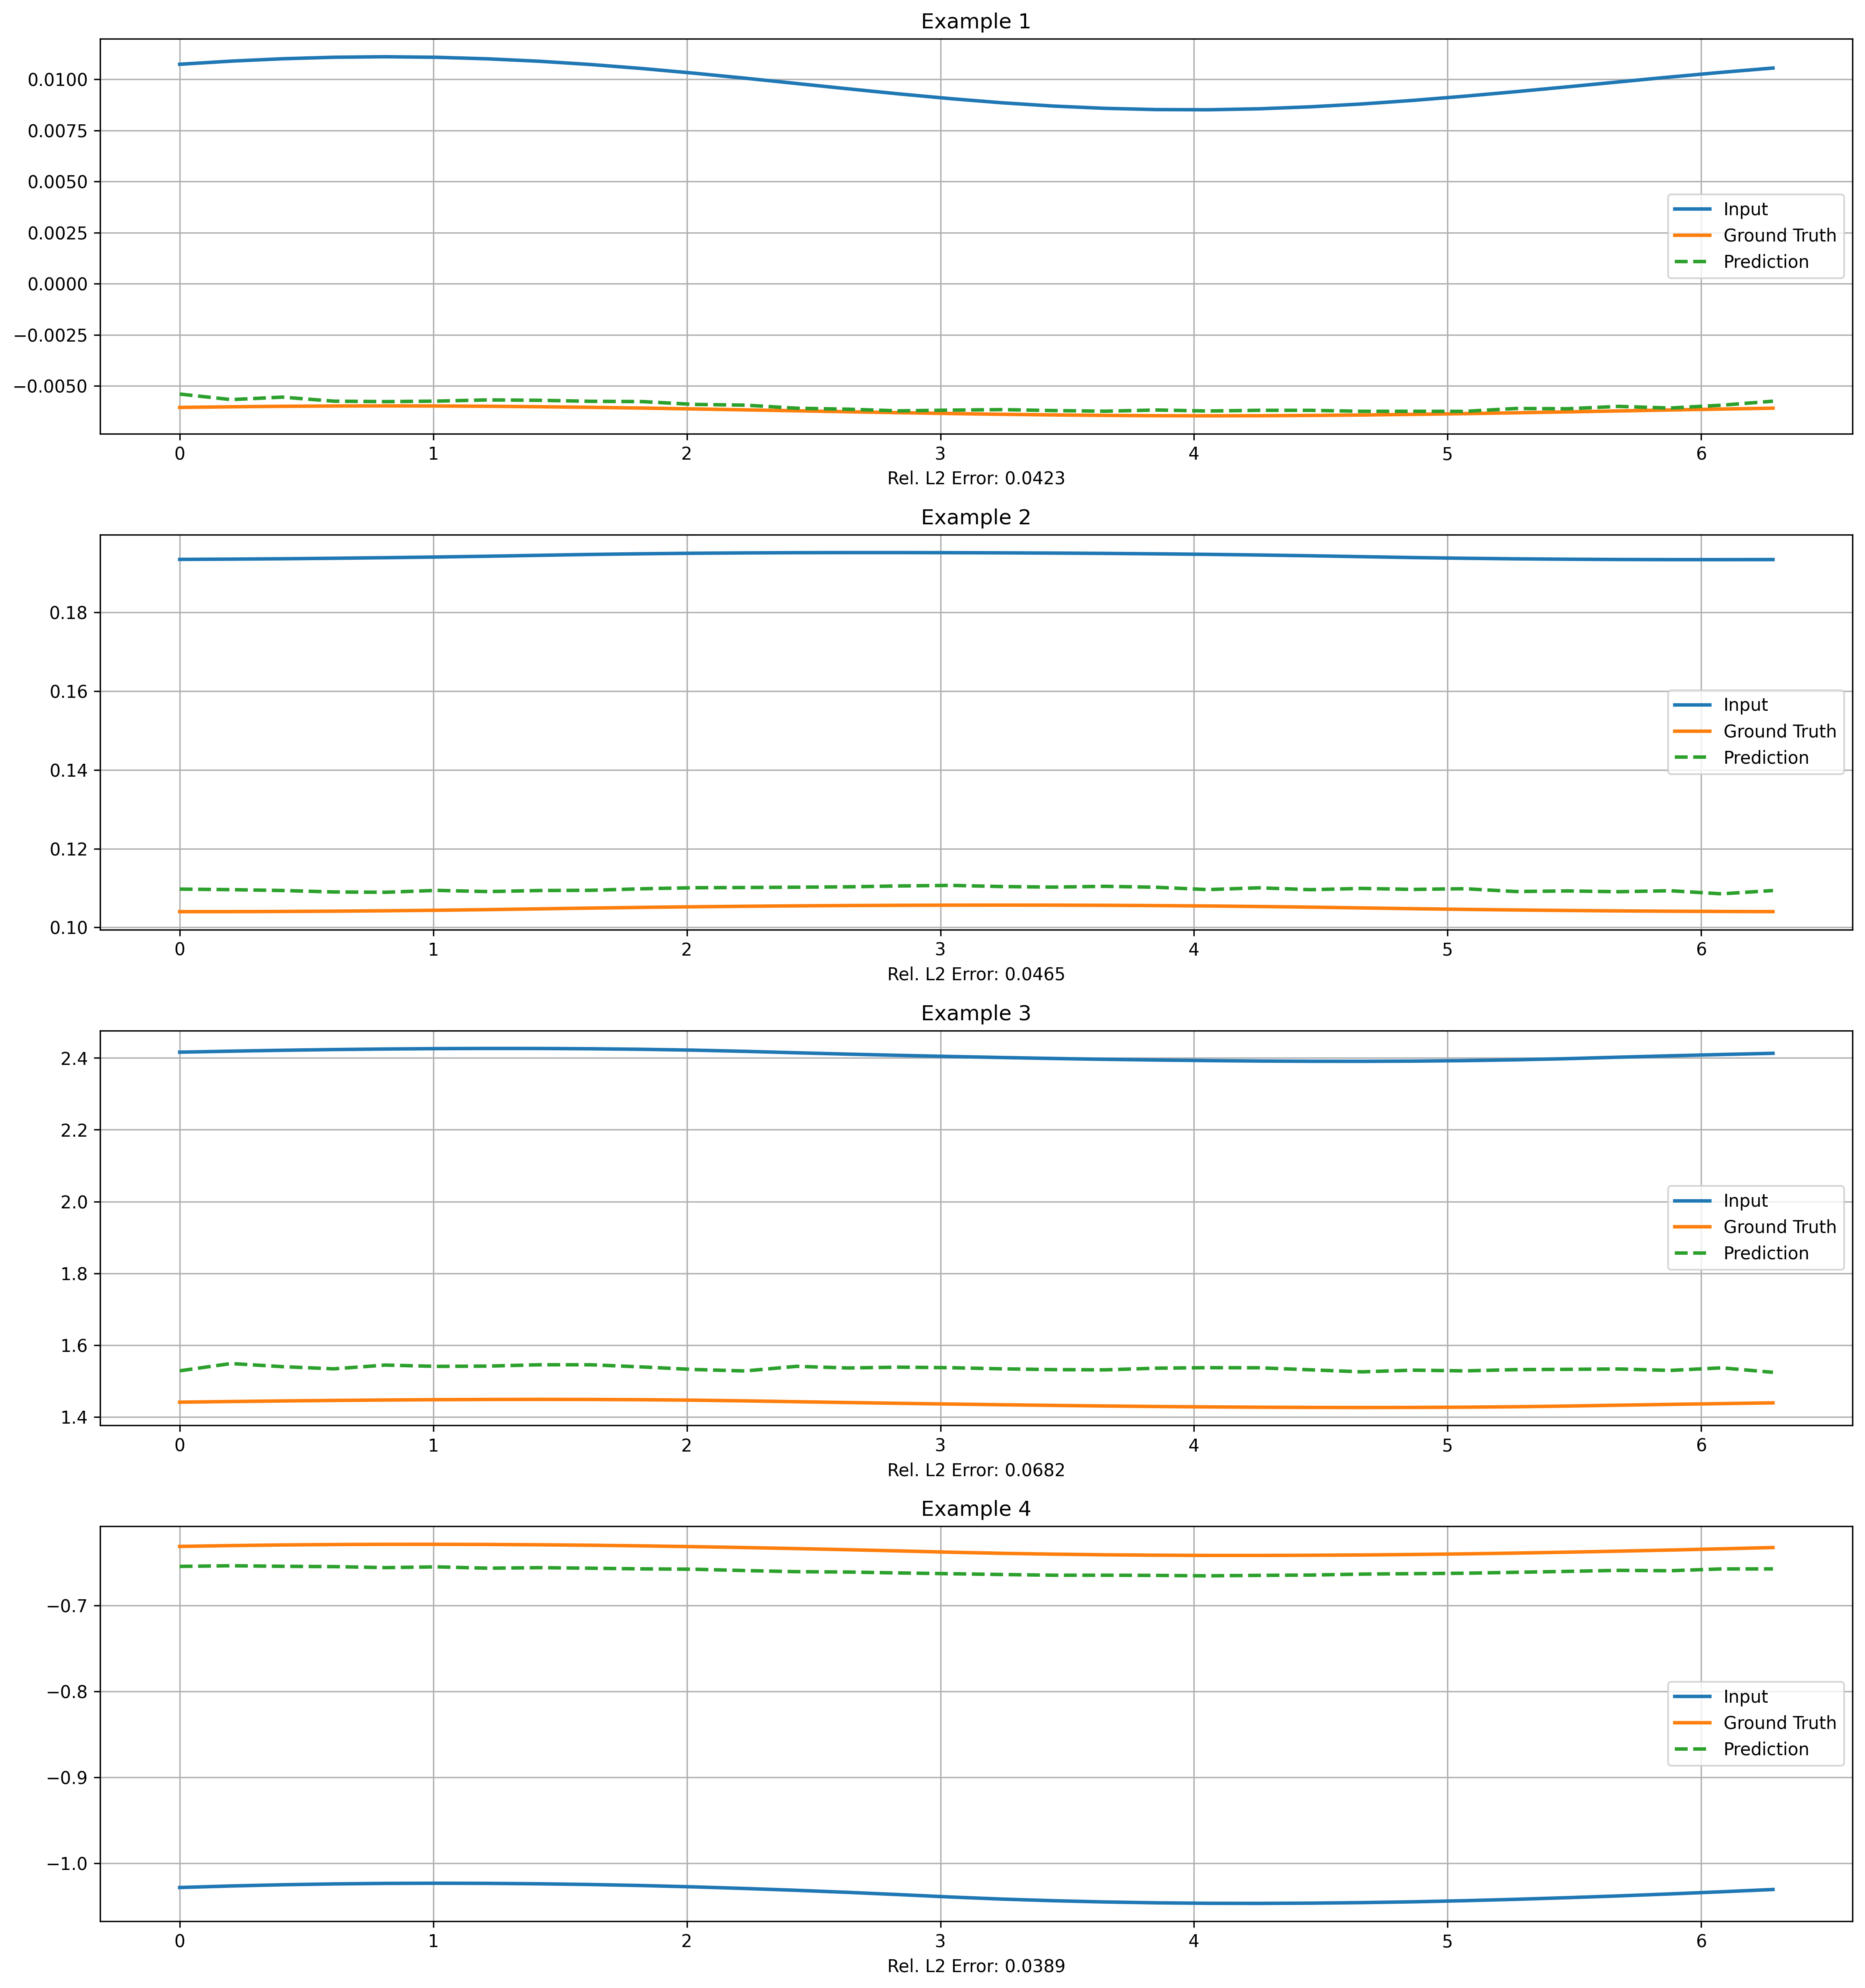 Example 1
0.0100
0.0075
0.0050
0.0025
0.0000
−0.0025
−0.0050
Input
Ground Truth
Prediction
0 1 2 3 4 5 6
Rel. L2 Error: 0.0423
Example 2
0.18
0.16
0.14
0.12
0.10
Input
Ground Truth
Prediction
0 1 2 3 4 5 6
Rel. L2 Error: 0.0465
Example 3
2.4
2.2
2.0
1.8
1.6
1.4
Input
Ground Truth
Prediction
0 1 2 3 4 5 6
Rel. L2 Error: 0.0682
Example 4
−0.7
−0.8
−0.9
−1.0
Input
Ground Truth
Prediction
0 1 2 3 4 5 6
Rel. L2 Error: 0.0389